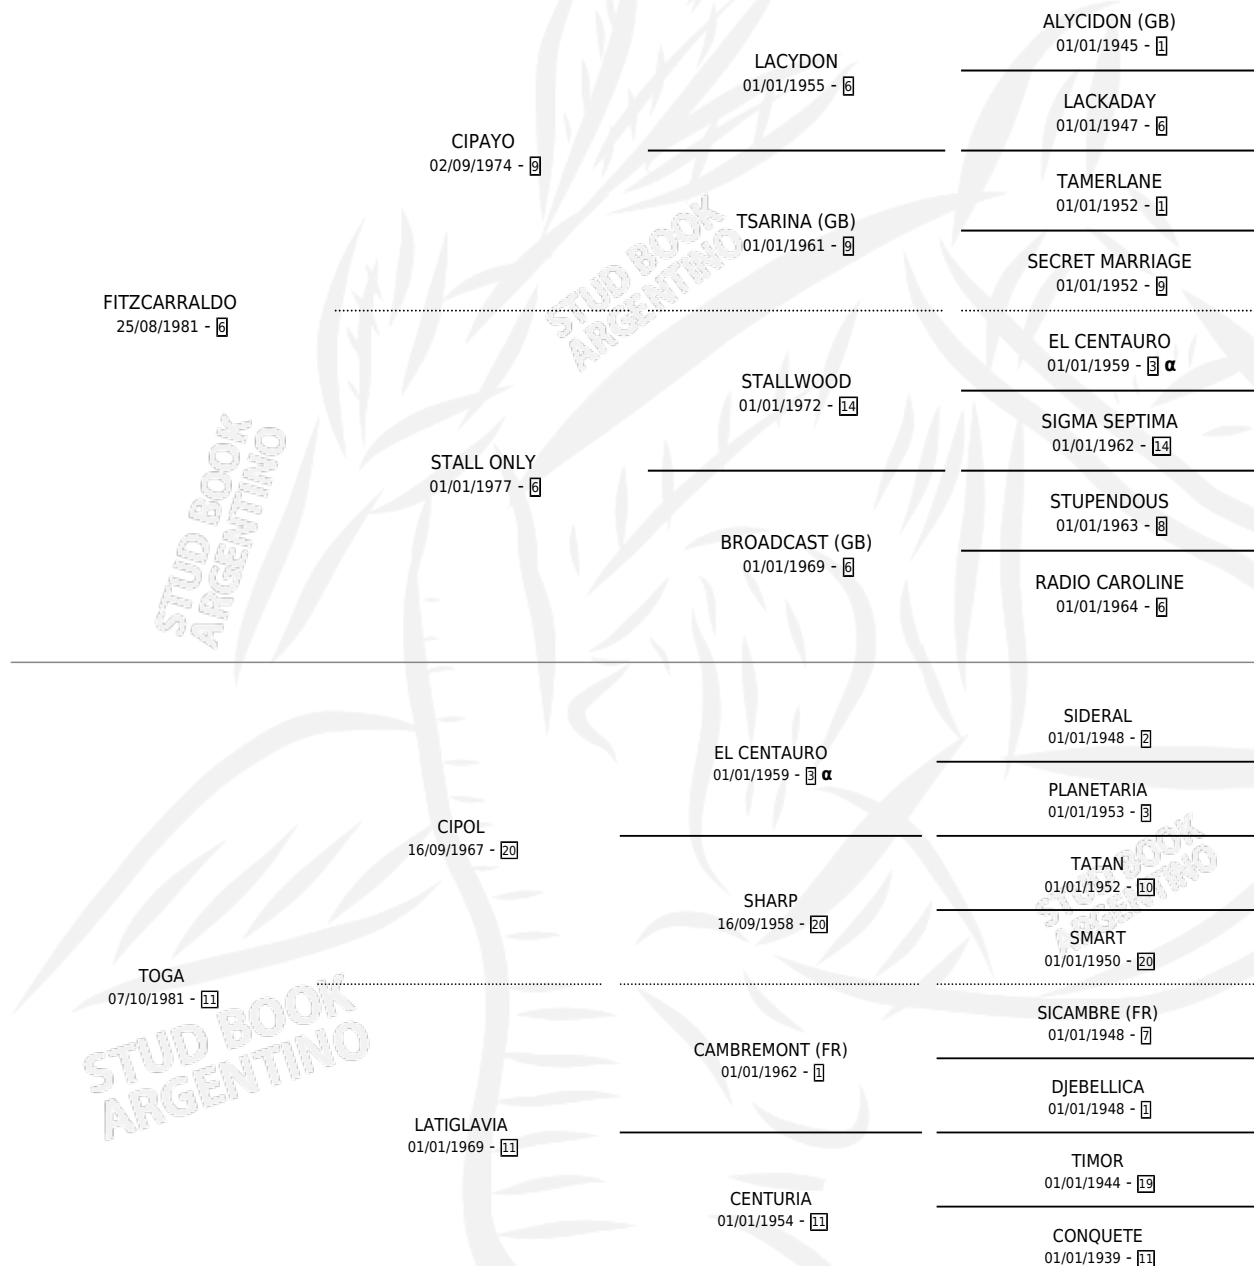 ALYCIDON (GB)
01/01/1945 - 1
LACYDON
01/01/1955 - 6
LACKADAY
01/01/1947 - 6
CIPAYO
02/09/1974 - 9
TAMERLANE
01/01/1952 - 1
TSARINA (GB)
01/01/1961 - 9
SECRET MARRIAGE
01/01/1952 - 9
FITZCARRALDO
25/08/1981 - 6
STUD BOOK
ARGENTINO
EL CENTAURO
01/01/1959 - 3 α
STALLWOOD
01/01/1972 - 14
SIGMA SEPTIMA
01/01/1962 - 14
STALL ONLY
01/01/1977 - 6
STUPENDOUS
01/01/1963 - 8
BROADCAST (GB)
01/01/1969 - 6
RADIO CAROLINE
01/01/1964 - 6
STUD BOOK
ARGENTINO
SIDERAL
01/01/1948 - 2
EL CENTAURO
01/01/1959 - 3 α
PLANETARIA
01/01/1953 - 3
CIPOL
16/09/1967 - 20
TATAN
01/01/1952 - 10
SHARP
16/09/1958 - 20
SMART
01/01/1950 - 20
STUD BOOK
ARGENTINO
TOGA
07/10/1981 - 11
SICAMBRE (FR)
01/01/1948 - 7
CAMBREMONT (FR)
01/01/1962 - 1
DJEBELLICA
01/01/1948 - 1
STUD BOOK
ARGENTINO
LATIGLAVIA
01/01/1969 - 11
TIMOR
01/01/1944 - 19
CENTURIA
01/01/1954 - 11
CONQUETE
01/01/1939 - 11